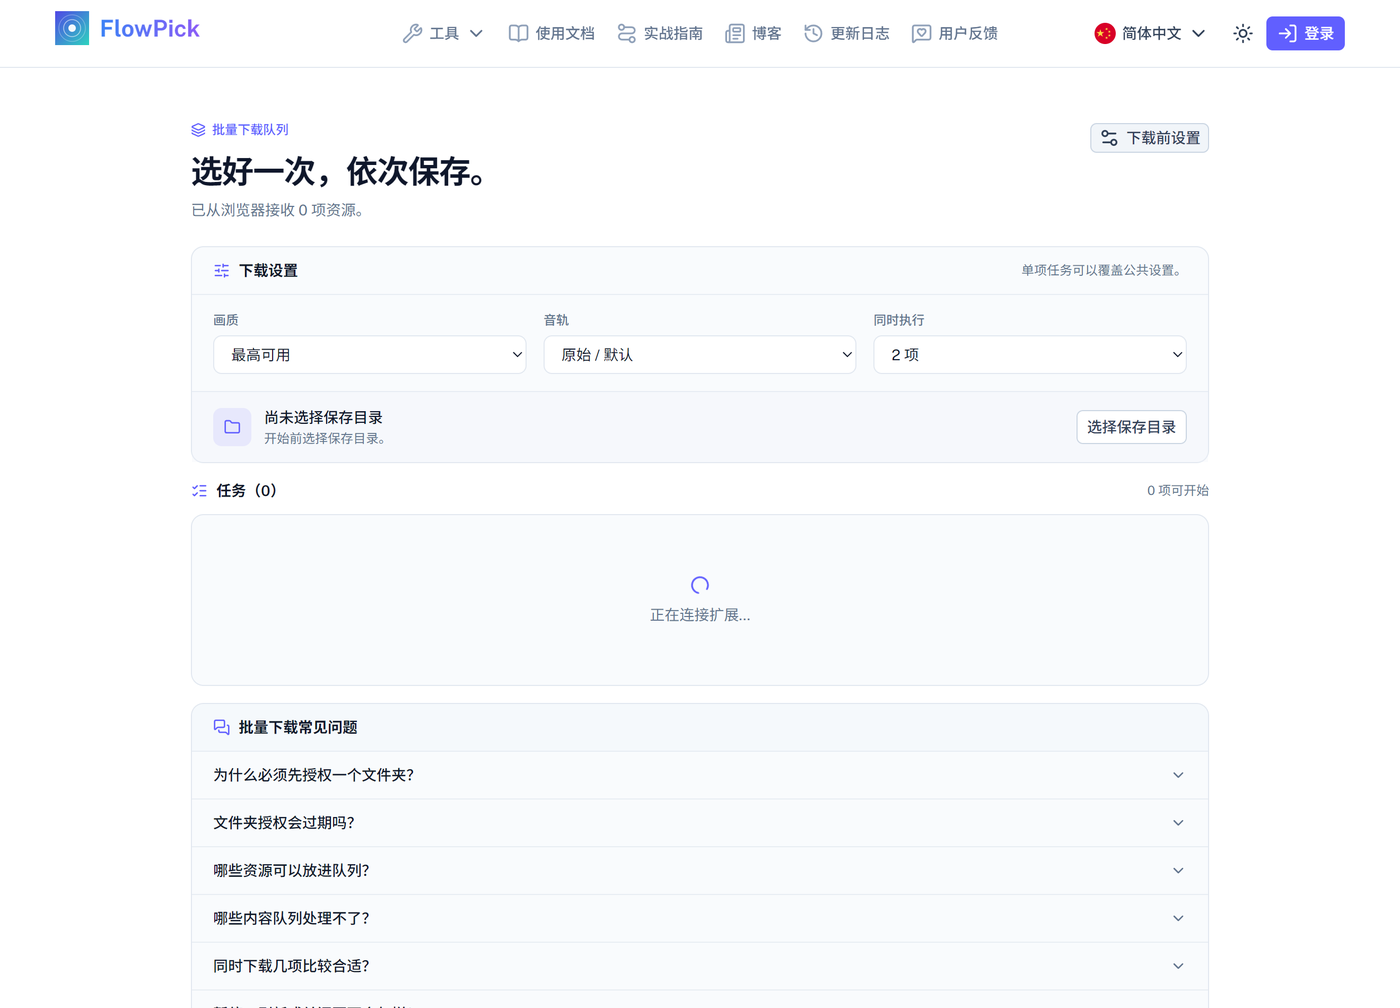 FlowPick
工具
使用文档
实战指南
博客
更新日志
用户反馈
简体中文
登录
批量下载队列
选好一次，依次保存。
已从浏览器接收 0 项资源。
下载前设置
下载设置
单项任务可以覆盖公共设置。
画质
音轨
同时执行
最高可用
原始 / 默认
2 项
尚未选择保存目录
开始前选择保存目录。
选择保存目录
任务（0）
0 项可开始
正在连接扩展...
批量下载常见问题
为什么必须先授权一个文件夹？
文件夹授权会过期吗？
哪些资源可以放进队列？
哪些内容队列处理不了？
同时下载几项比较合适？